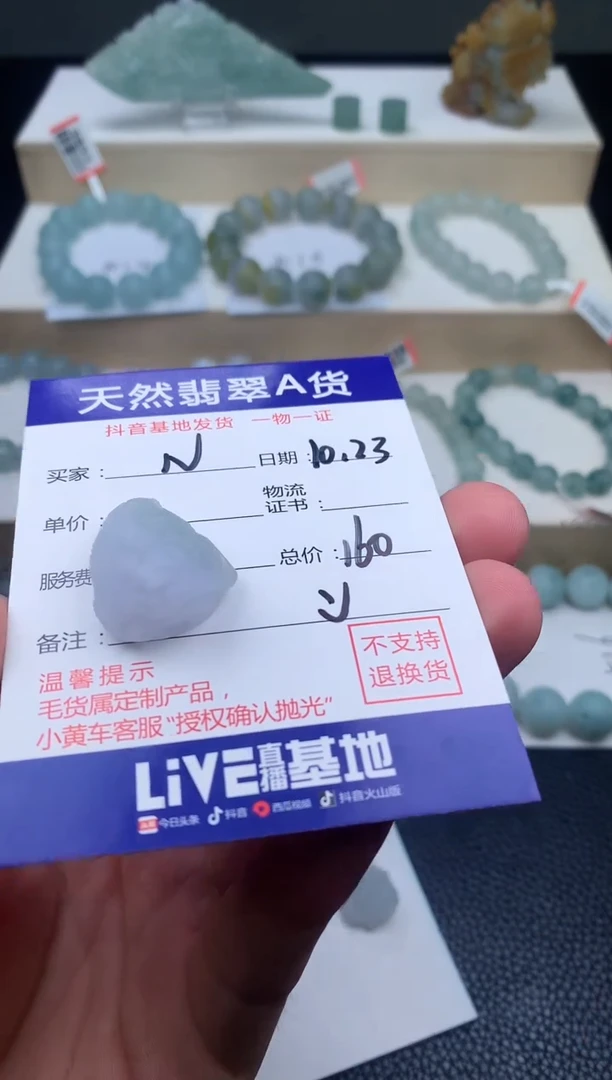 天然翡翠A货
抖音基地发货 一物一证
买家： N 日期：10.23
单价： 物流证书：
服务费 总价：160
备注：
不支持
退换货
温馨提示
毛货属定制产品，
小黄车客服“授权确认抛光”
LiVE直播基地
头条 今日头条 抖音 西瓜视频 抖音火山版